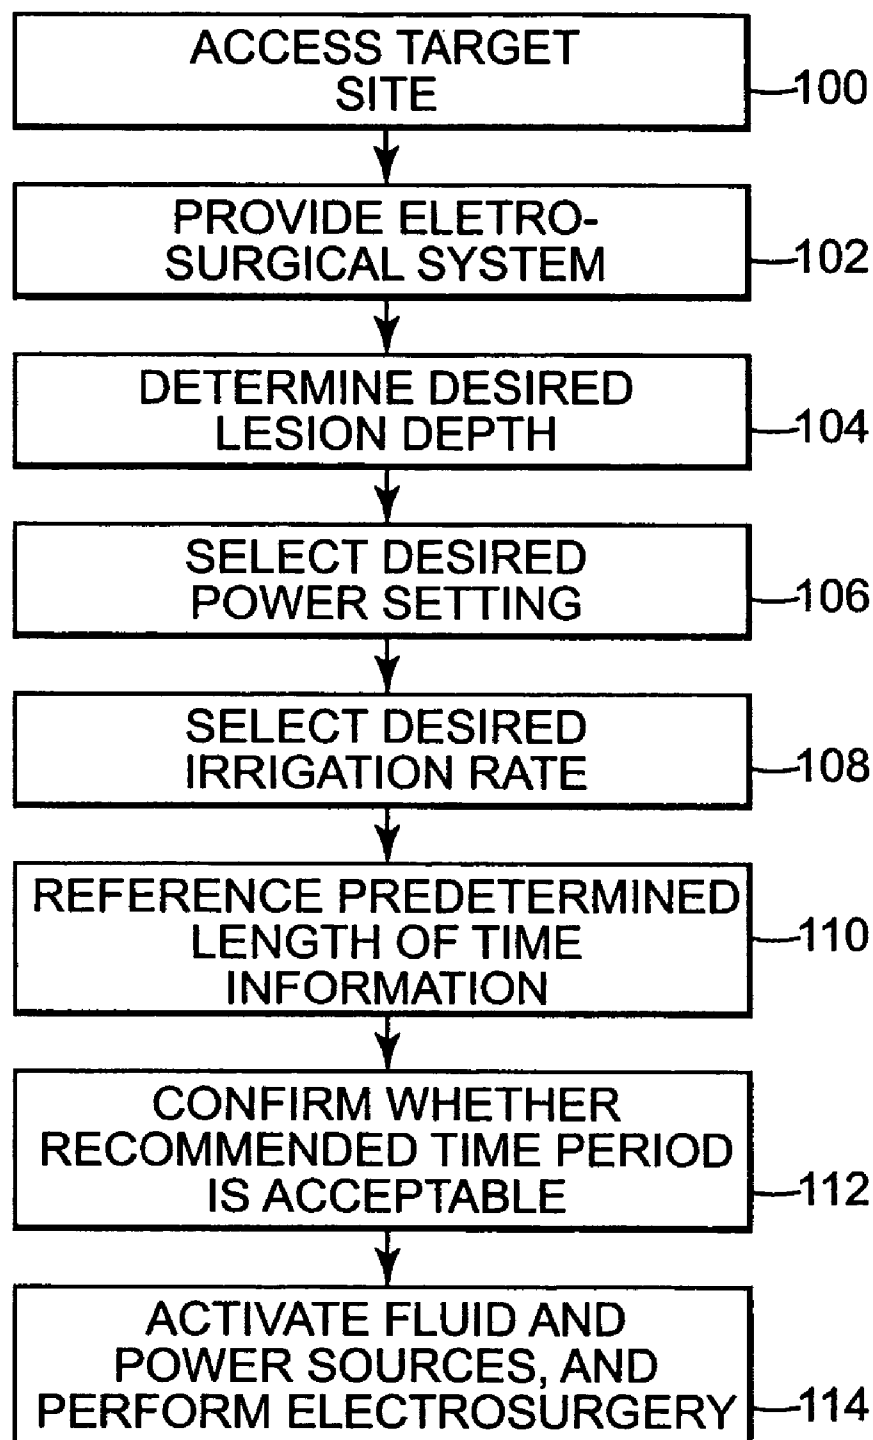 ACCESS TARGET
SITE
100
PROVIDE ELETRO-
SURGICAL SYSTEM
102
DETERMINE DESIRED
LESION DEPTH
104
SELECT DESIRED
POWER SETTING
106
SELECT DESIRED
IRRIGATION RATE
108
REFERENCE PREDETERMINED
LENGTH OF TIME
INFORMATION
110
CONFIRM WHETHER
RECOMMENDED TIME PERIOD
IS ACCEPTABLE
112
ACTIVATE FLUID AND
POWER SOURCES, AND
PERFORM ELECTROSURGERY
114